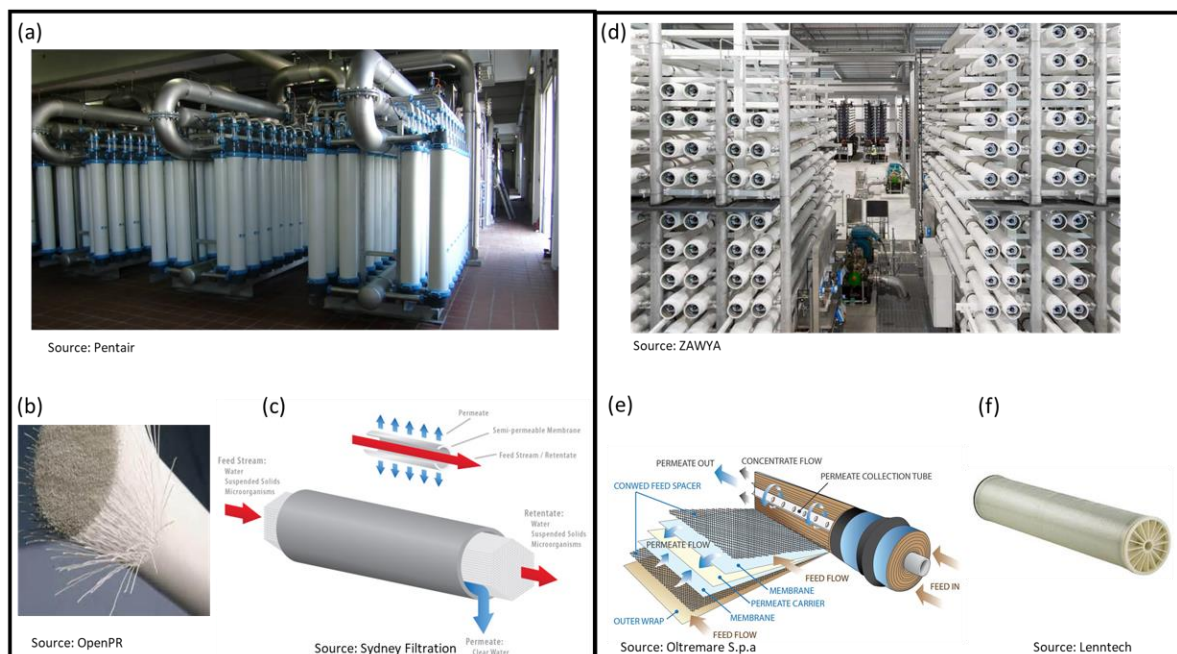 (a)
Source: Pentair
(b)
Source: OpenPR
(c)
Permeate
Semi-permeable Membrane
Feed Stream / Retentate
Feed Stream:
Water
Suspended Solids
Microorganisms
Retentate:
Water
Suspended Solids
Microorganisms
Permeate:
Clear Water
Source: Sydney Filtration
(d)
Source: ZAWYA
(e)
PERMEATE OUT
CONCENTRATE FLOW
PERMEATE COLLECTION TUBE
CONWED FEED SPACER
PERMEATE FLOW
FEED FLOW
FEED IN
MEMBRANE
PERMEATE CARRIER
MEMBRANE
OUTER WRAP
FEED FLOW
Source: Oltremare S.p.a
(f)
Source: Lenntech